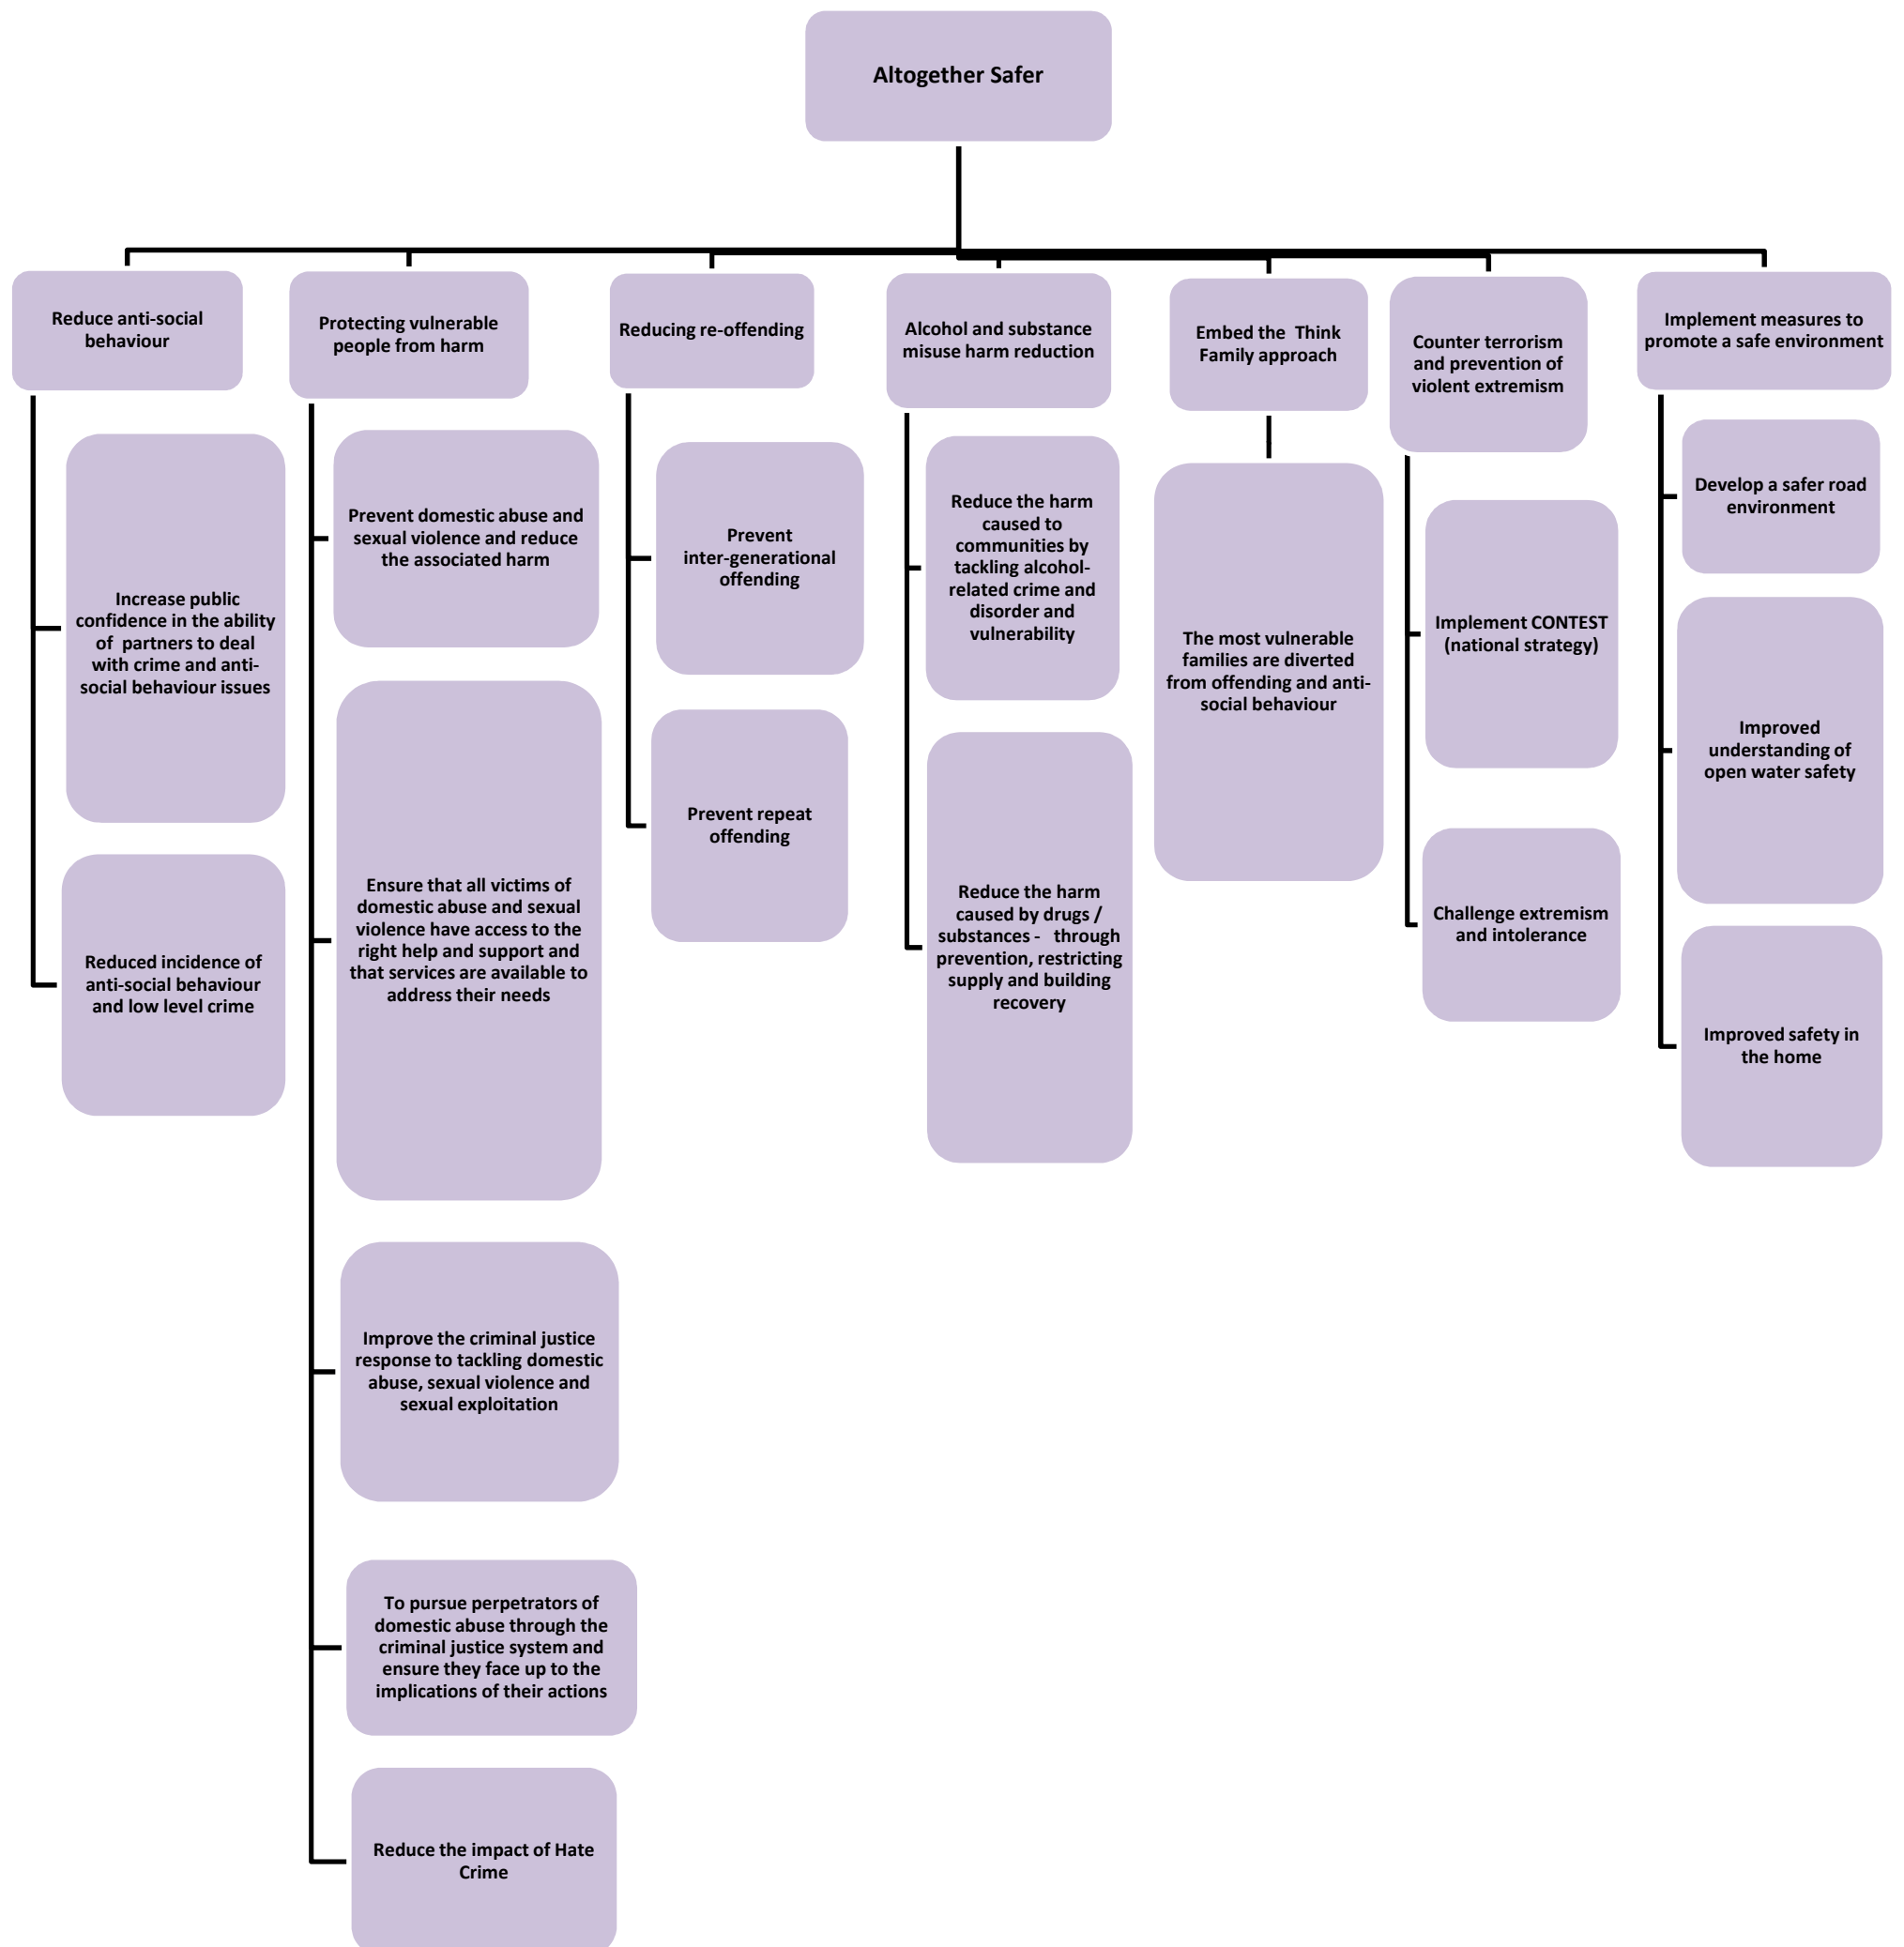 Altogether Safer
Reduce anti-social
behaviour
Increase public
confidence in the ability
of  partners to deal
with crime and anti-
social behaviour issues
Reduced incidence of
anti-social behaviour
and low level crime
Protecting vulnerable
people from harm
Prevent domestic abuse and
sexual violence and reduce
the associated harm
Ensure that all victims of
domestic abuse and sexual
violence have access to the
right help and support and
that services are available to
address their needs
Improve the criminal justice
response to tackling domestic
abuse, sexual violence and
sexual exploitation
To pursue perpetrators of
domestic abuse through the
criminal justice system and
ensure they face up to the
implications of their actions
Reduce the impact of Hate
Crime
Reducing re-offending
Prevent
inter-generational
offending
Prevent repeat
offending
Alcohol and substance
misuse harm reduction
Reduce the harm
caused to
communities by
tackling alcohol-
related crime and
disorder and
vulnerability
Reduce the harm
caused by drugs /
substances -   through
prevention, restricting
supply and building
recovery
Embed the  Think
Family approach
The most vulnerable
families are diverted
from offending and anti-
social behaviour
Counter terrorism
and prevention of
violent extremism
Implement CONTEST
(national strategy)
Challenge extremism
and intolerance
Implement measures to
promote a safe environment
Develop a safer road
environment
Improved
understanding of
open water safety
Improved safety in
the home